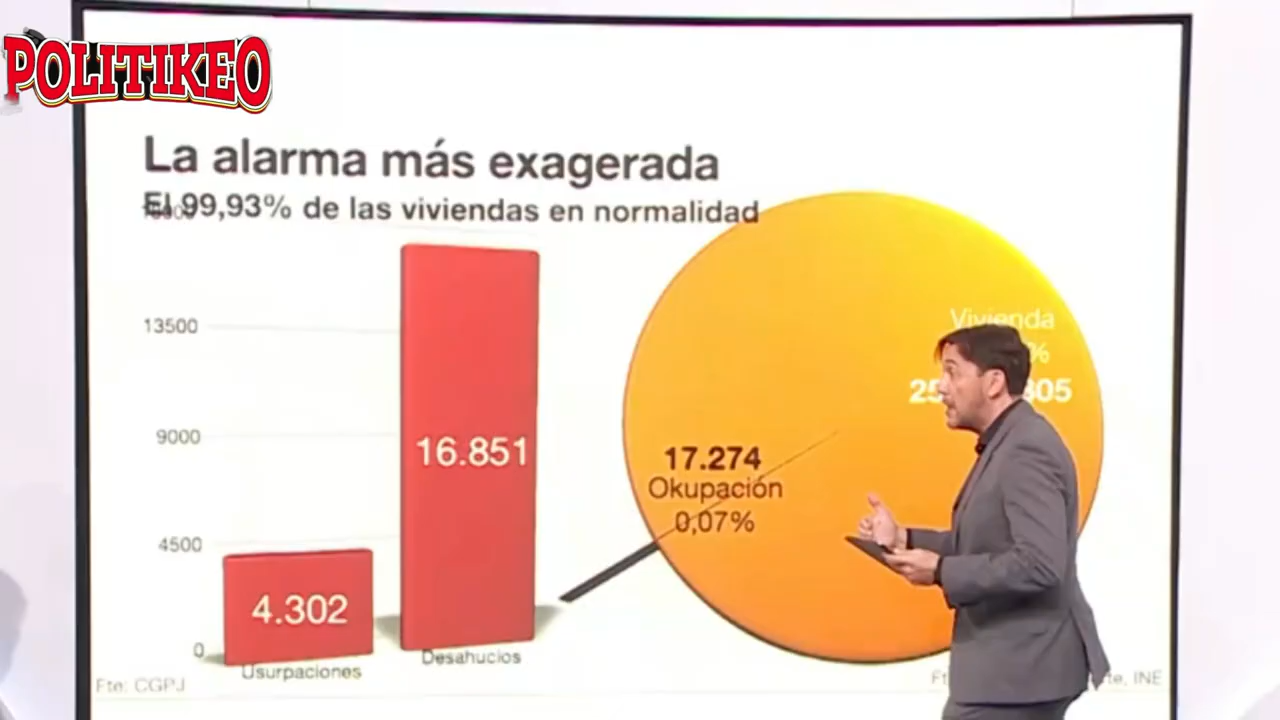 POLITIKEO
La alarma más exagerada
El 99,93% de las viviendas en normalidad
13500
9000
4500
0
16.851
4.302
Usurpaciones
Desahucios
Fte: CGPJ
17.274
Okupación
0,07%
Vivienda
%
INE